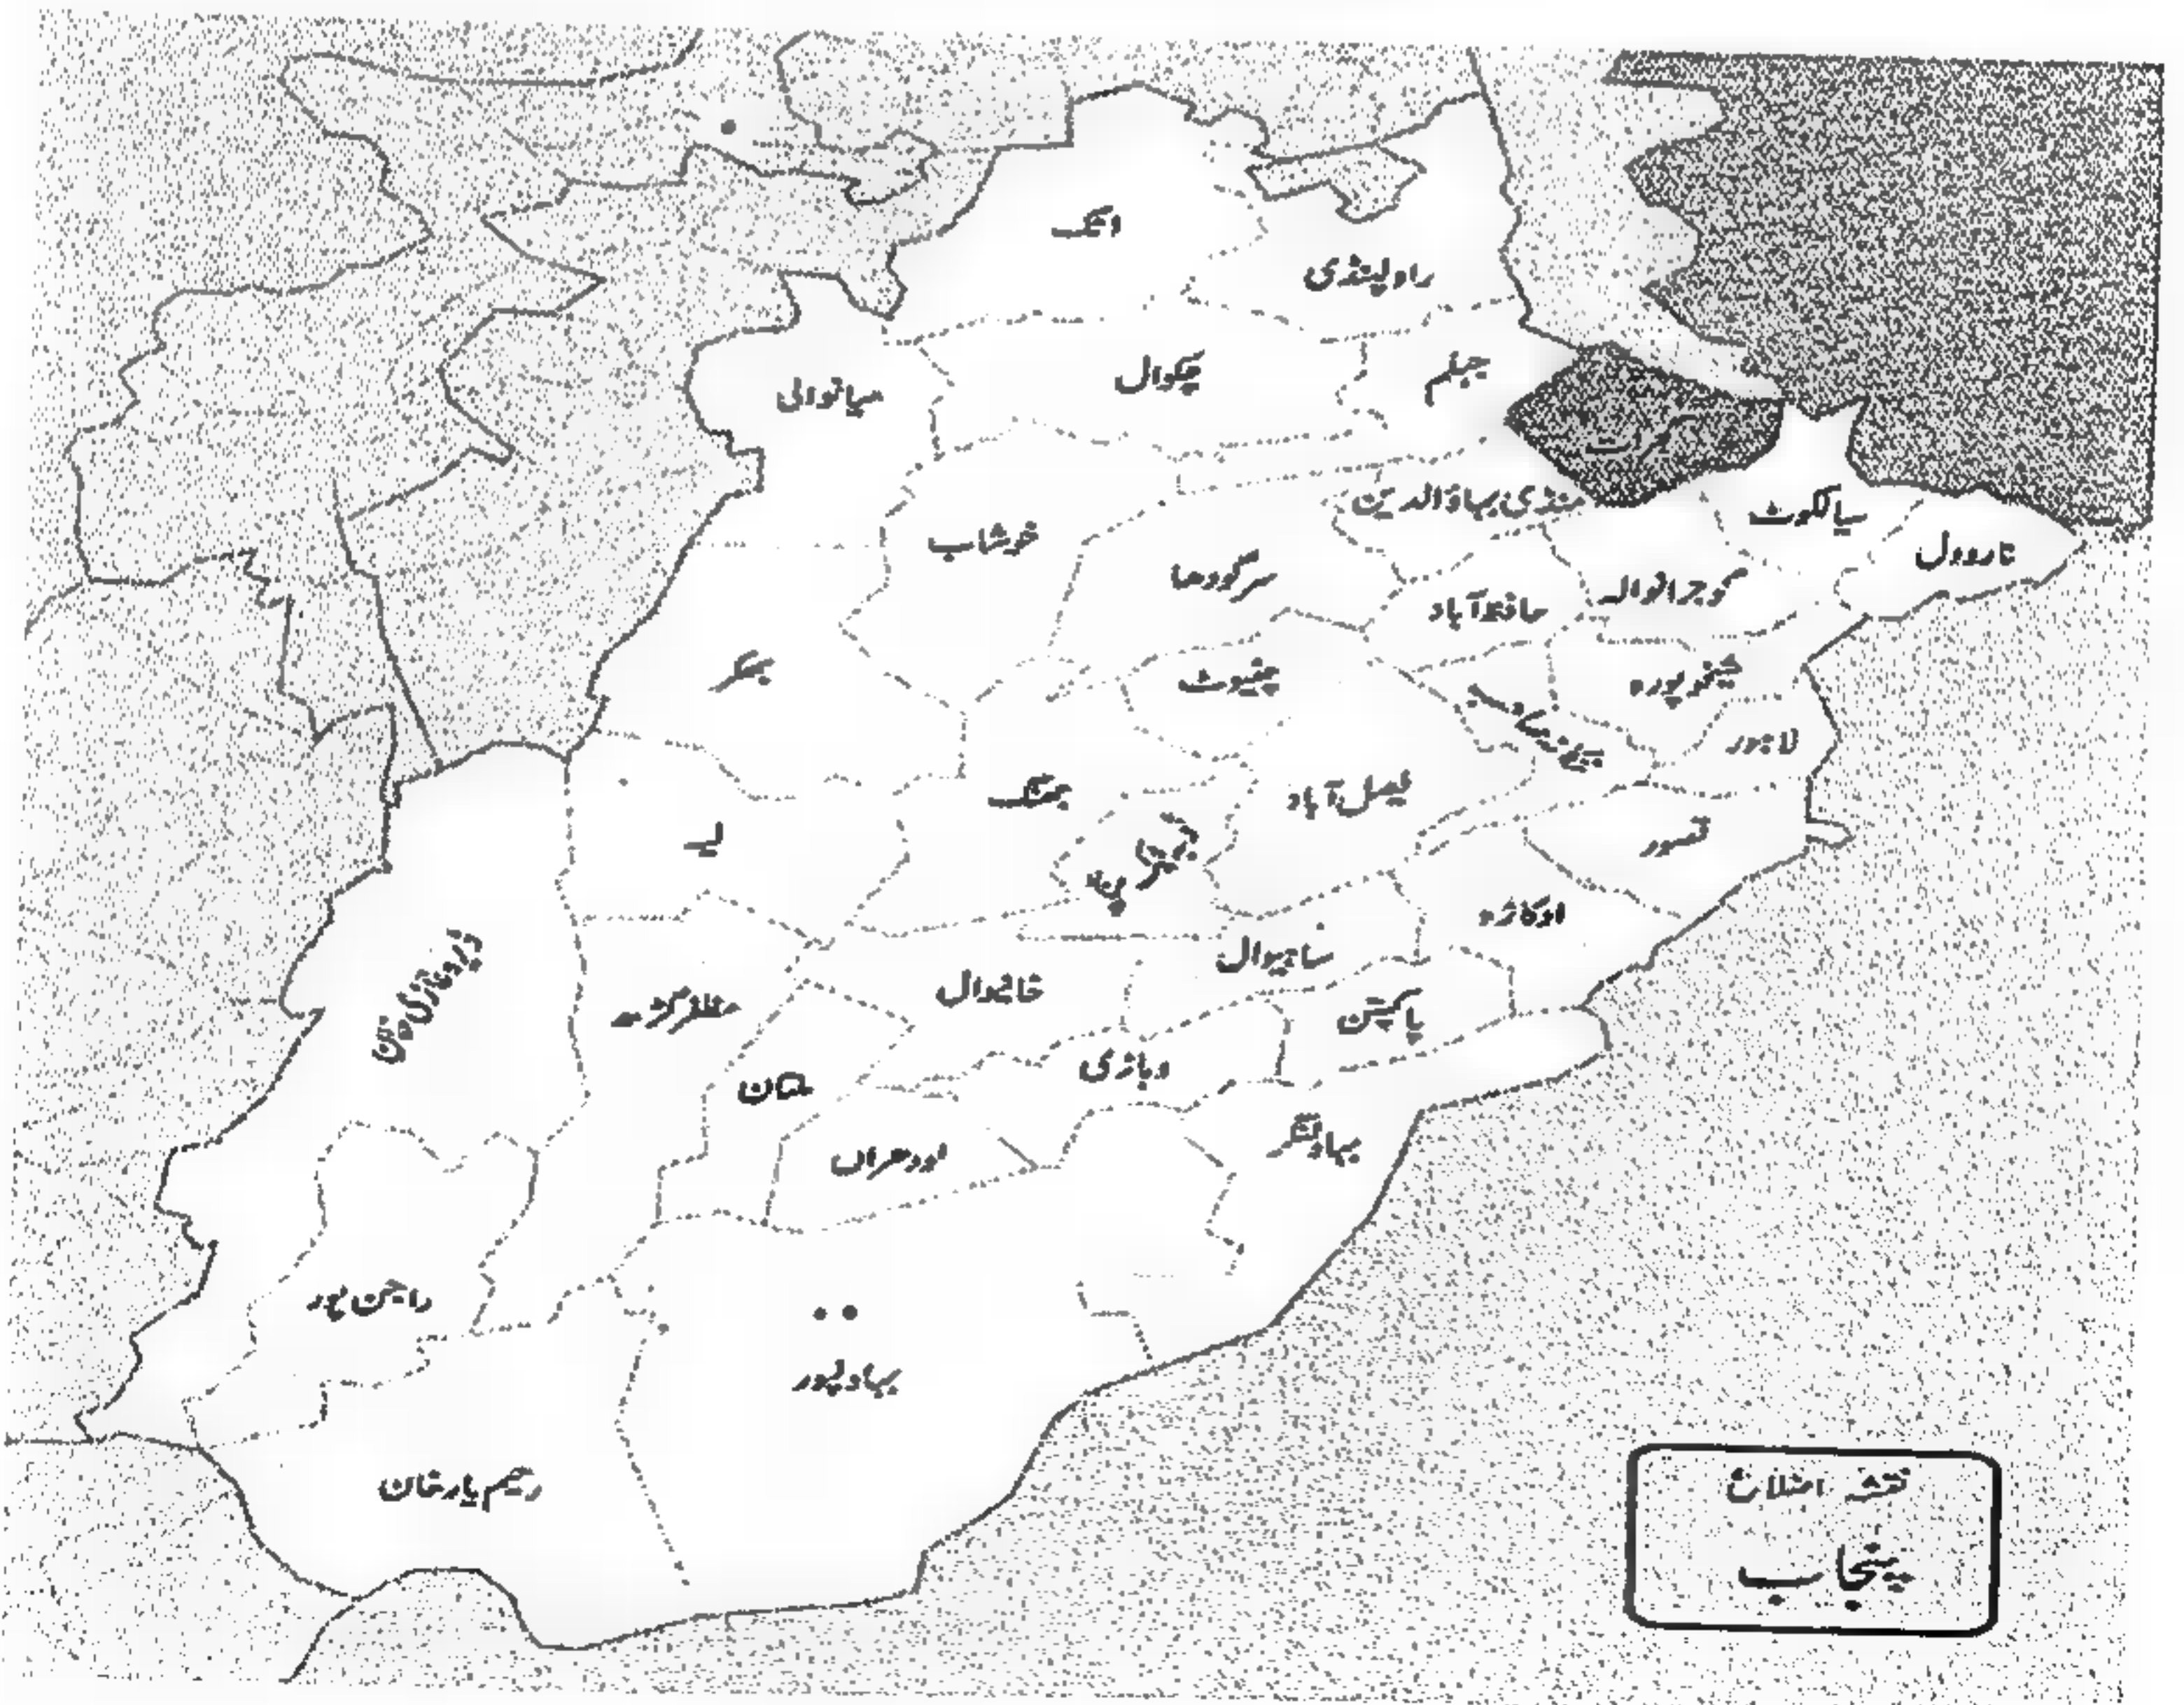 اٹک
راولپنڈی
چکوال
جہلم
میانوالی
گجرات
منڈی بہاؤالدین
سیالکوٹ
نارووال
خوشاب
سرگودھا
حافظ آباد
گوجرانوالہ
بھکر
چنیوٹ
شیخوپورہ
ننکانہ صاحب
لاہور
جھنگ
فیصل آباد
لیہ
ٹوبہ ٹیک سنگھ
قصور
اوکاڑہ
ڈیرہ غازی خان
ساہیوال
خانیوال
مظفرگڑھ
پاکپتن
وہاڑی
ملتان
بہاولنگر
لودھراں
راجن پور
بہاولپور
رحیم یار خان
نقشہ اضلاع
پنجاب